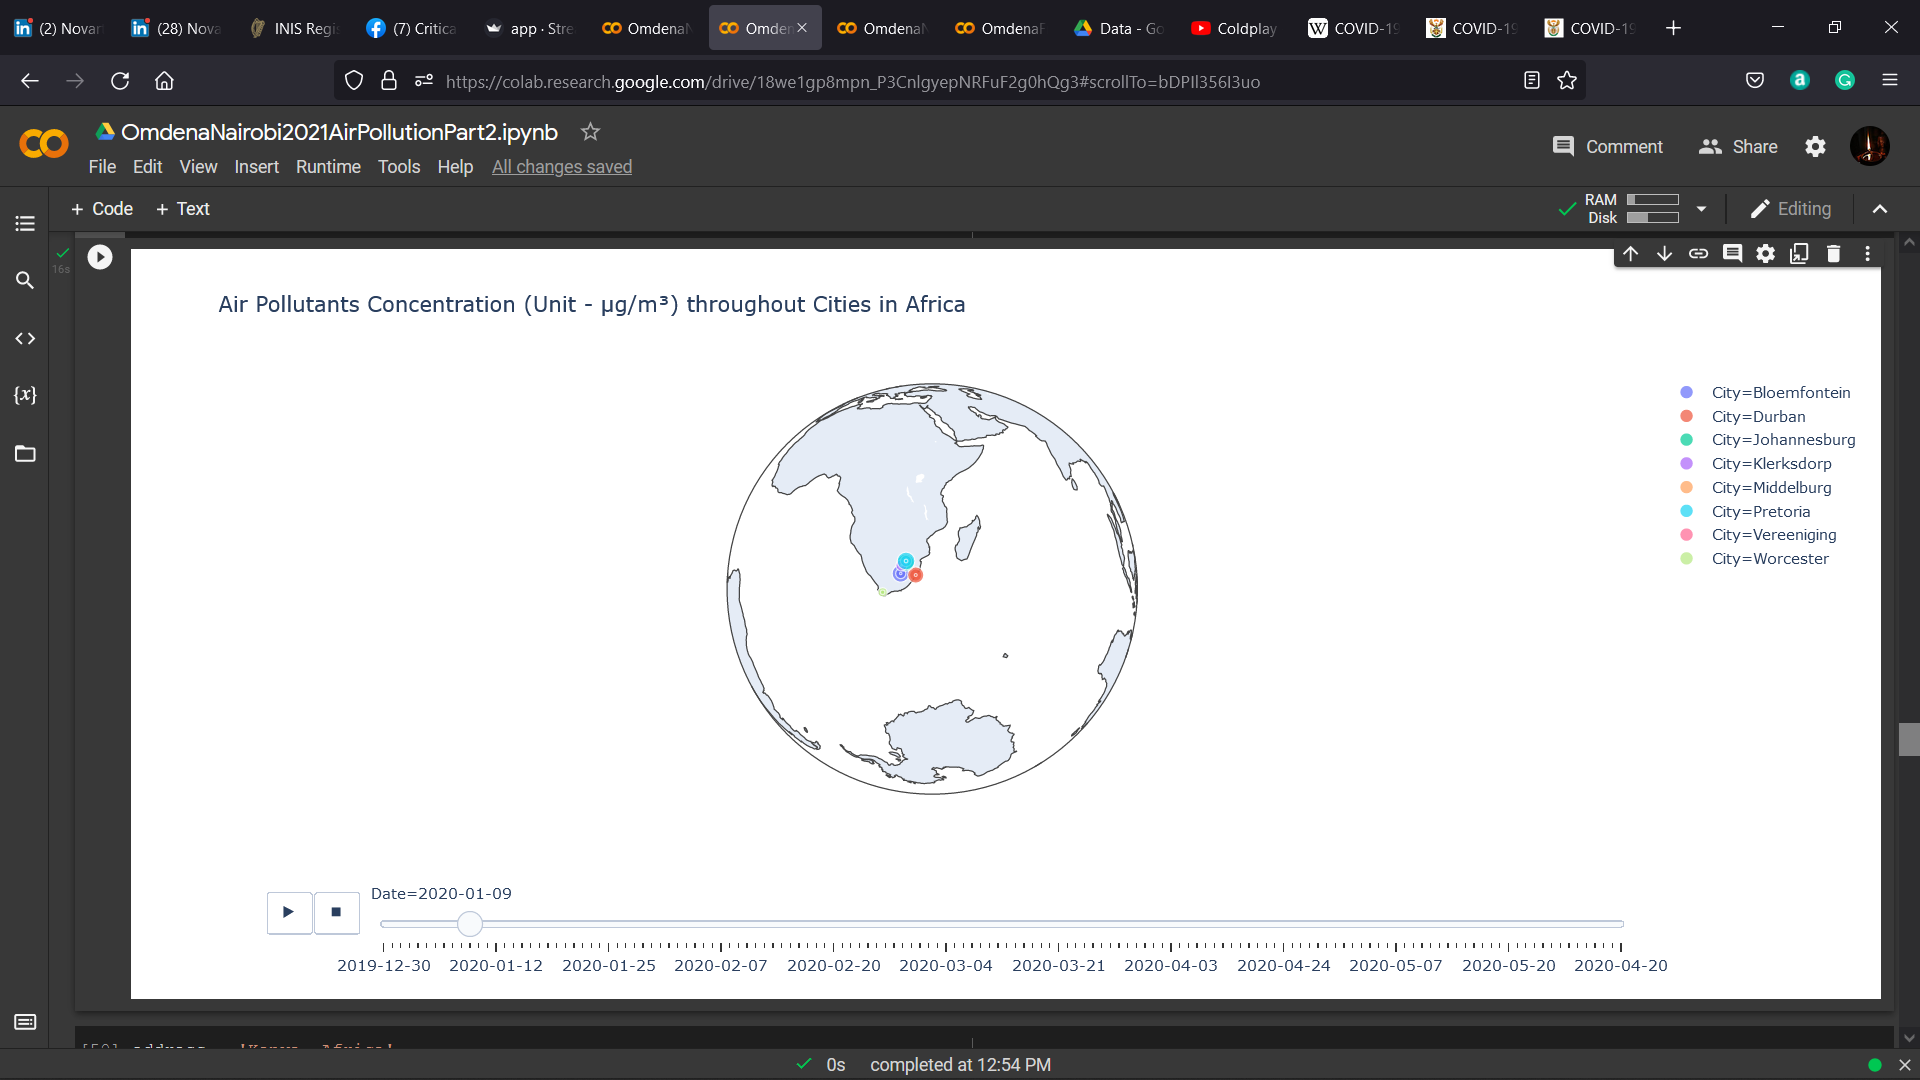 (2) Novar
(28) Nova
INIS Regi
(7) Critica
app · Stre
OmdenaN
Omden
OmdenaN
OmdenaF
Data - Go
Coldplay
COVID-19
COVID-19
COVID-19
https://colab.research.google.com/drive/18we1gp8mpn_P3CnlgyepNRFuF2g0hQg3#scrollTo=bDPIl356I3uo
OmdenaNairobi2021AirPollutionPart2.ipynb
File Edit View Insert Runtime Tools Help All changes saved
Comment
Share
+ Code + Text
RAM
Disk
Editing
16s
Air Pollutants Concentration (Unit - µg/m³) throughout Cities in Africa
City=Bloemfontein
City=Durban
City=Johannesburg
City=Klerksdorp
City=Middelburg
City=Pretoria
City=Vereeniging
City=Worcester
Date=2020-01-09
2019-12-30 2020-01-12 2020-01-25 2020-02-07 2020-02-20 2020-03-04 2020-03-21 2020-04-03 2020-04-24 2020-05-07 2020-05-20 2020-04-20
0s completed at 12:54 PM